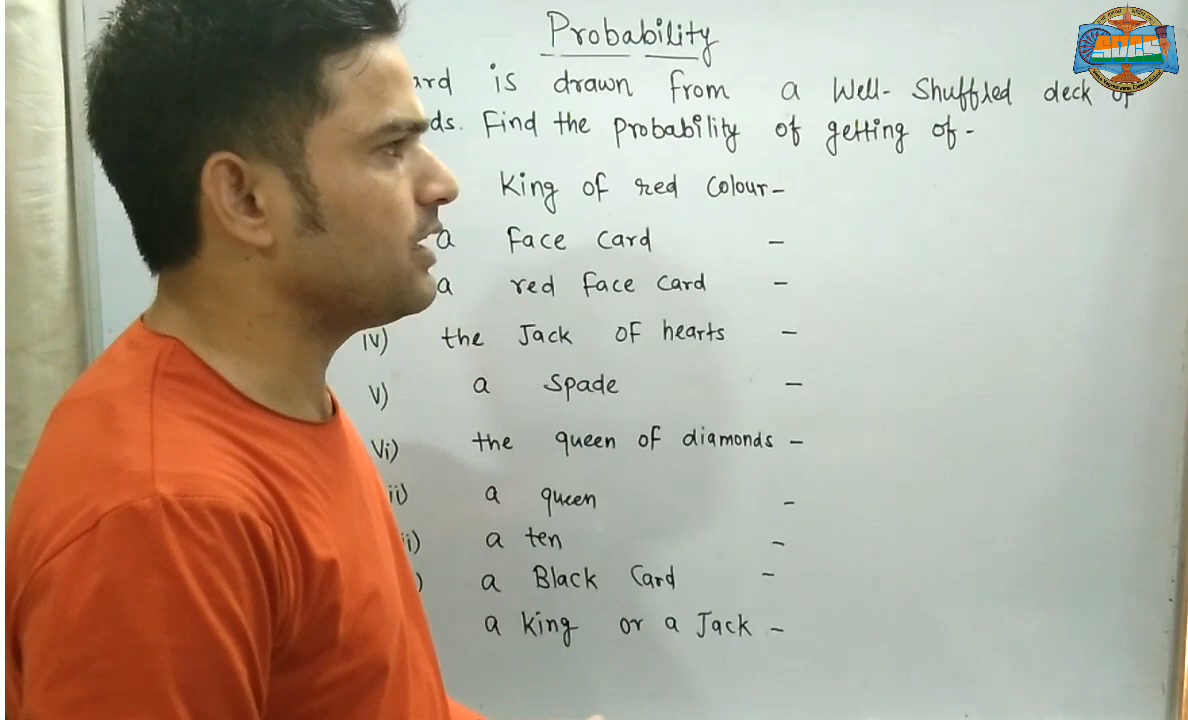 Probability
is drawn from a Well-Shuffled deck of
Find the probability of getting of-
King of red Colour-
a face Card -
a red face Card -
iv) the Jack of hearts -
v) a Spade -
Vi) the queen of diamonds -
a queen -
a ten -
a Black Card -
a king or a Jack -
SDCS